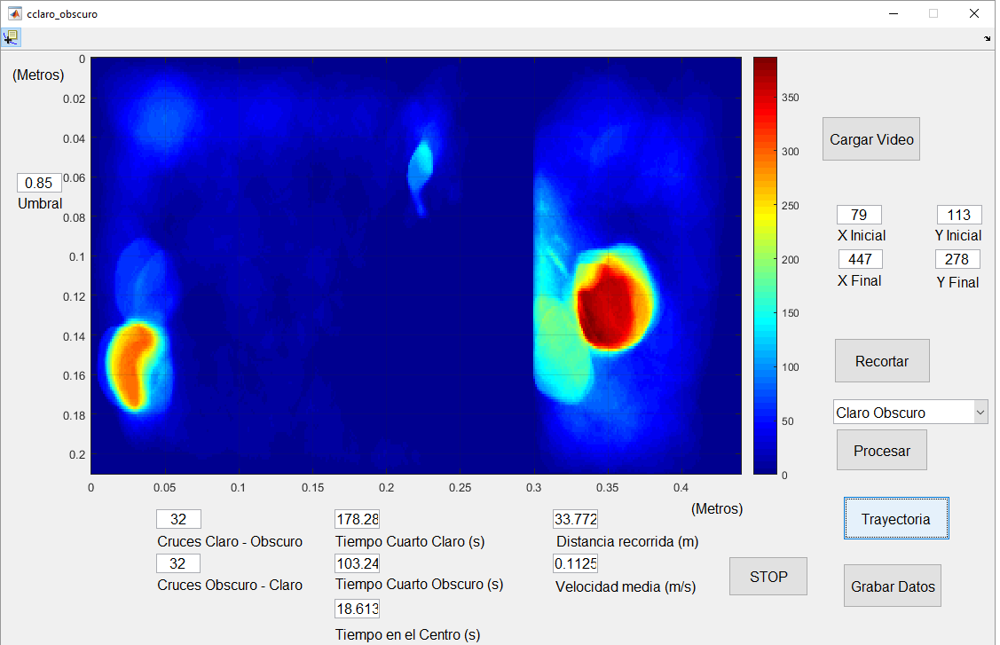 cclaro_obscuro
(Metros)
0
0.02
0.04
0.06
0.08
0.1
0.12
0.14
0.16
0.18
0.2
0.85
Umbral
0 0.05 0.1 0.15 0.2 0.25 0.3 0.35 0.4
(Metros)
350
300
250
200
150
100
50
0
Cargar Video
79 113
X Inicial Y Inicial
447 278
X Final Y Final
Recortar
Claro Obscuro
Procesar
Trayectoria
Grabar Datos
STOP
32 178.28 33.772
Cruces Claro - Obscuro Tiempo Cuarto Claro (s) Distancia recorrida (m)
32 103.24 0.1125
Cruces Obscuro - Claro Tiempo Cuarto Obscuro (s) Velocidad media (m/s)
18.613
Tiempo en el Centro (s)